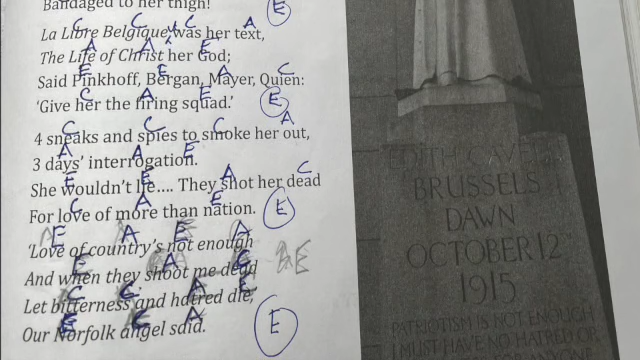 Bandaged to her thigh!
E
C C C A
La Libre Belgique was her text,
A A E
The Life of Christ her God;
E E A C
Said Pinkhoff, Bergan, Mayer, Quien:
C A E E
'Give her the firing squad.'
C C C A
4 sneaks and spies to smoke her out,
A A E
3 days' interrogation.
E E A C
She wouldn't lie.... They shot her dead
C A E E
For love of more than nation.
E A E A
'Love of country's not enough
E A C E
And when they shoot me dead
C C A E
Let bitterness and hatred die,'
E C A E
Our Norfolk angel said.
EDITH CAVELL
BRUSSELS
DAWN
OCTOBER 12
1915
PATRIOTISM IS NOT ENOUGH
I MUST HAVE NO HATRED OR